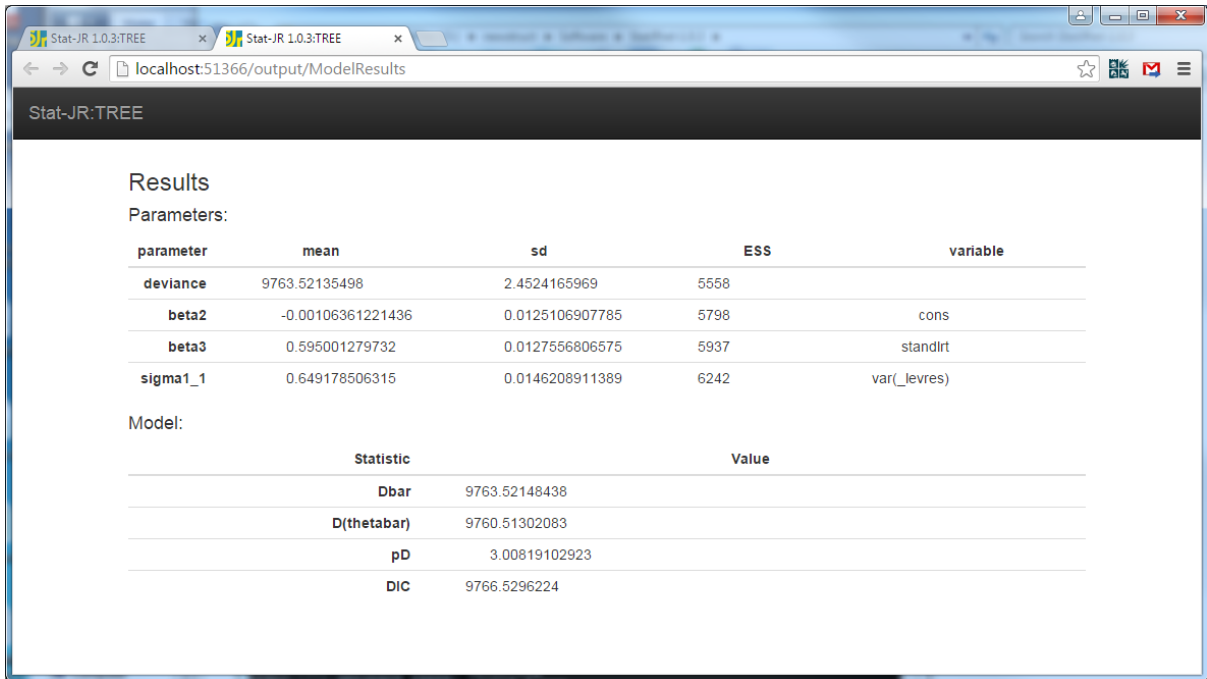 Stat-JR 1.0.3:TREE Stat-JR 1.0.3:TREE
localhost:51366/output/ModelResults
Stat-JR:TREE
Results
Parameters:
parameter mean sd ESS variable
deviance 9763.52135498 2.4524165969 5558
beta2 -0.00106361221436 0.0125106907785 5798 cons
beta3 0.595001279732 0.0127556806575 5937 standlrt
sigma1_1 0.649178506315 0.0146208911389 6242 var(_levres)
Model:
Statistic Value
Dbar 9763.52148438
D(thetabar) 9760.51302083
pD 3.00819102923
DIC 9766.5296224